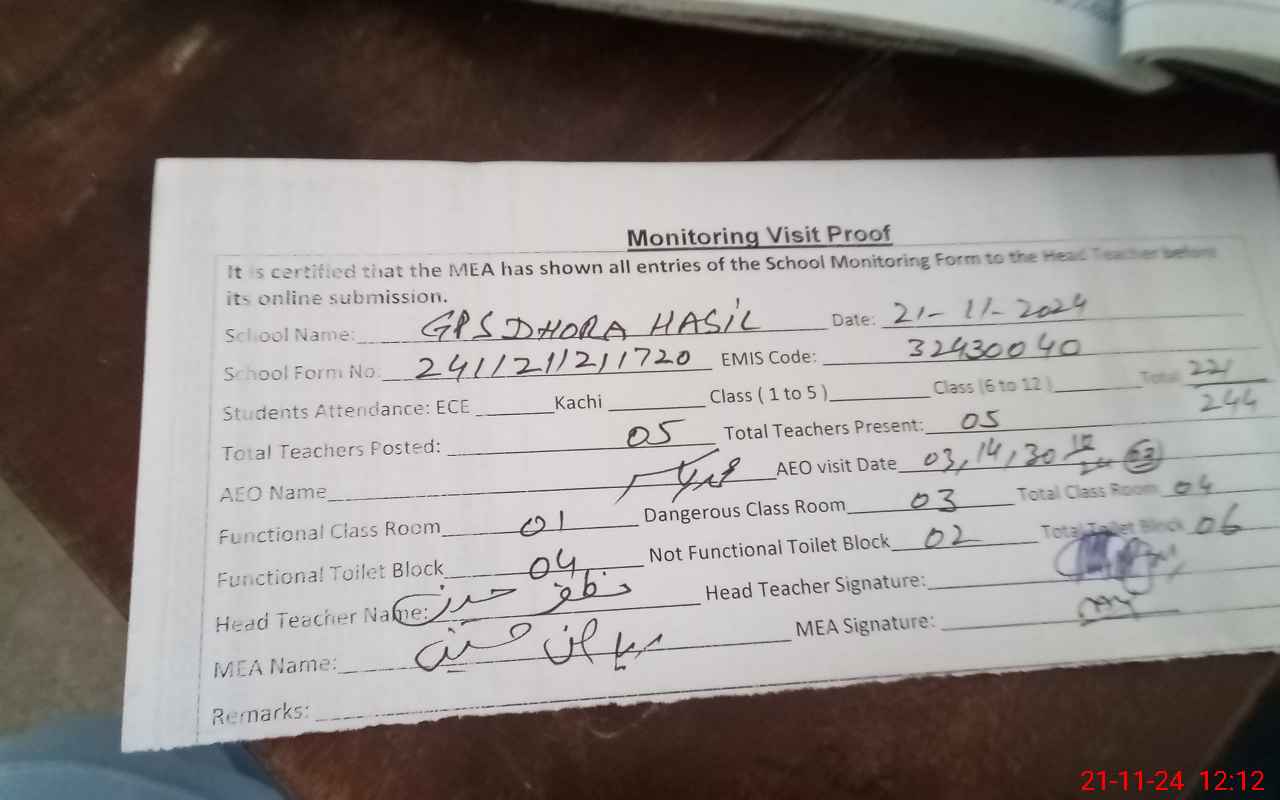 Monitoring Visit Proof
It is certified that the MEA has shown all entries of the School Monitoring Form to the Head Teacher before
its online submission.
School Name: GPS DHORA HASIL Date: 21-11-2024
School Form No: 241121121720 EMIS Code: 32430040
Students Attendance: ECE Kachi Class ( 1 to 5 ) Class (6 to 12 ) Total 221
244
Total Teachers Posted: 05 Total Teachers Present: 05
AEO Name AEO visit Date 03, 14, 30
Functional Class Room 01 Dangerous Class Room 03 Total Class Room 04
Functional Toilet Block 04 Not Functional Toilet Block 02 Total Toilet Block 06
Head Teacher Name: Head Teacher Signature:
MEA Name: MEA Signature:
Remarks:
21-11-24 12:12